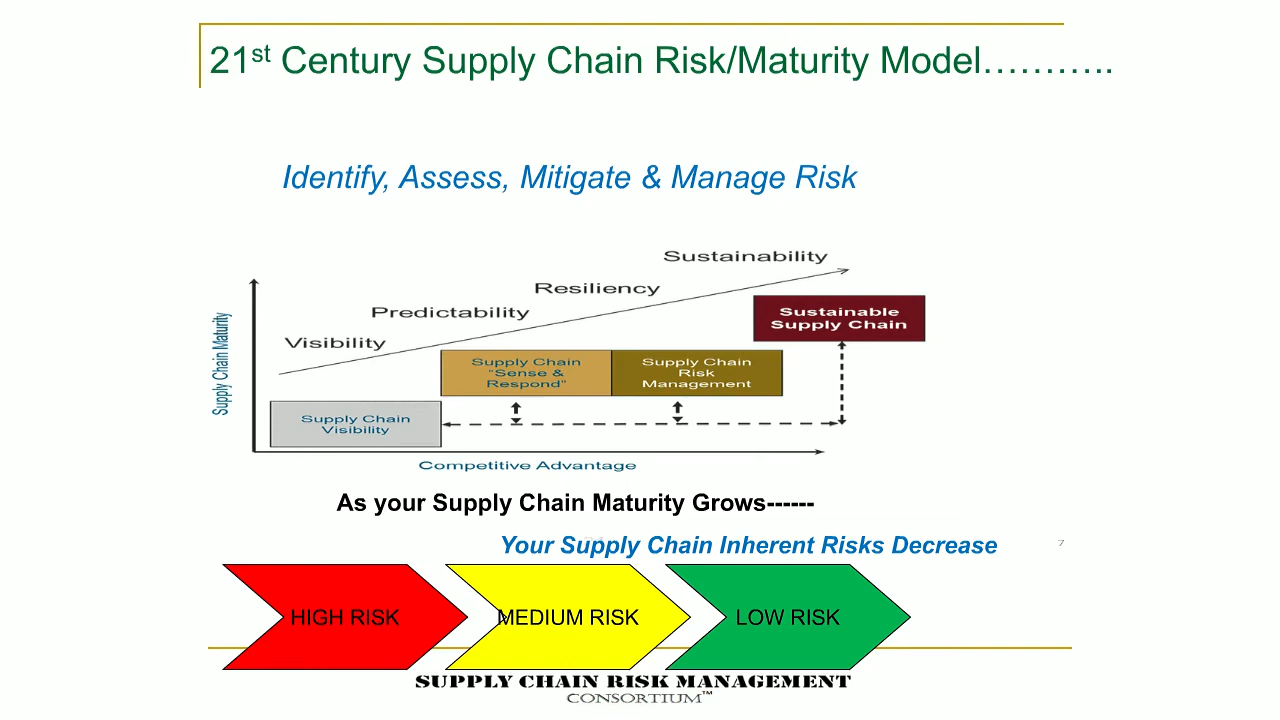 21st Century Supply Chain Risk/Maturity Model………..
Identify, Assess, Mitigate & Manage Risk
Sustainability
Resiliency
Predictability
Visibility
Supply Chain Maturity
Sustainable
Supply Chain
Supply Chain
"Sense &
Respond"
Supply Chain
Risk
Management
Supply Chain
Visibility
Competitive Advantage
As your Supply Chain Maturity Grows------
Your Supply Chain Inherent Risks Decrease
7
HIGH RISK
MEDIUM RISK
LOW RISK
SUPPLY CHAIN RISK MANAGEMENT
CONSORTIUM™